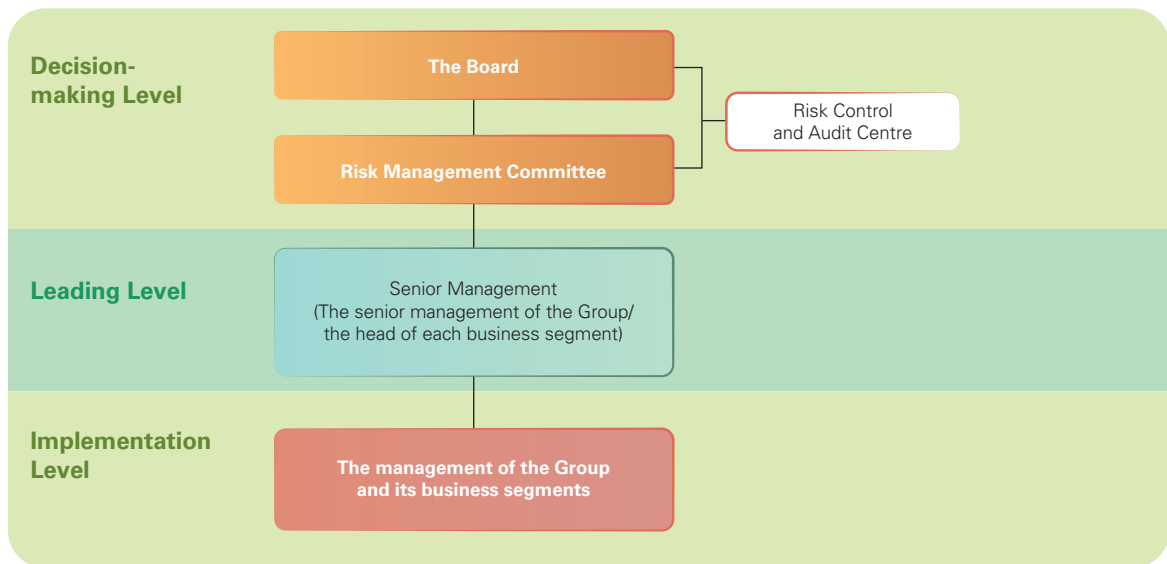 Decision-
making Level
The Board
Risk Control
and Audit Centre
Risk Management Committee
Leading Level
Senior Management
(The senior management of the Group/
the head of each business segment)
Implementation
Level
The management of the Group
and its business segments